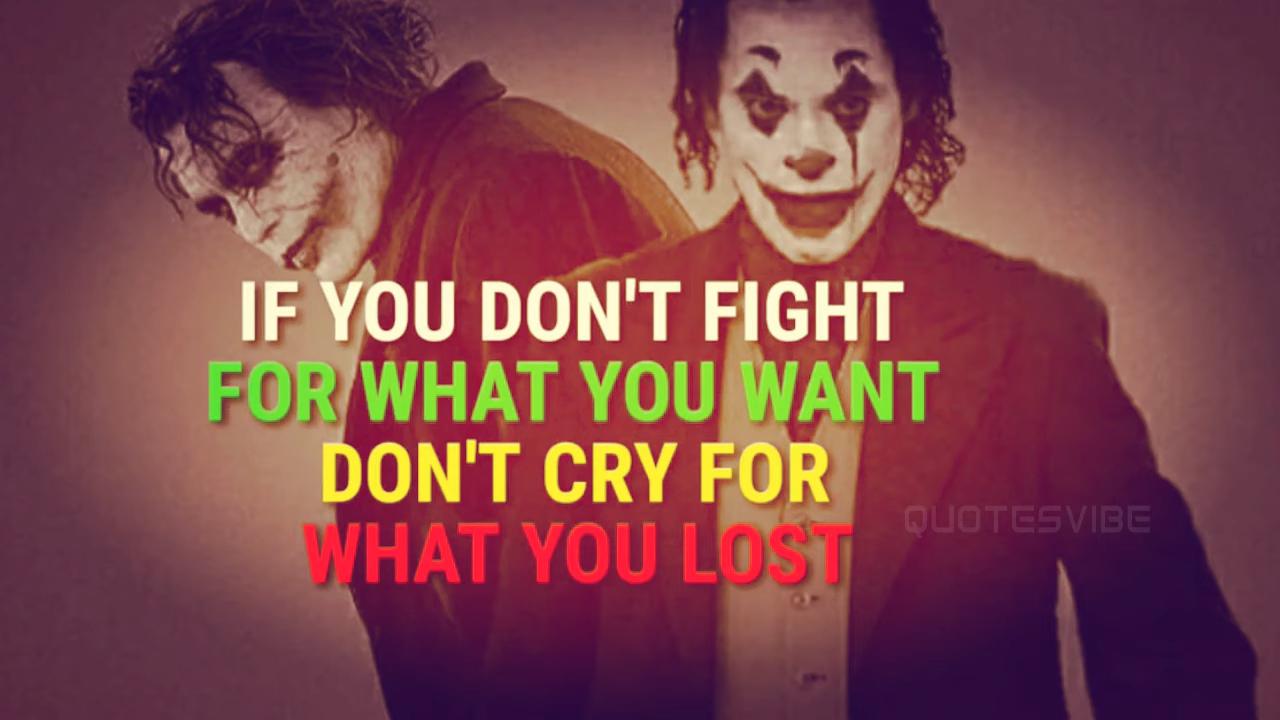 IF YOU DON'T FIGHT
FOR WHAT YOU WANT
DON'T CRY FOR
WHAT YOU LOST
QUOTESVIBE